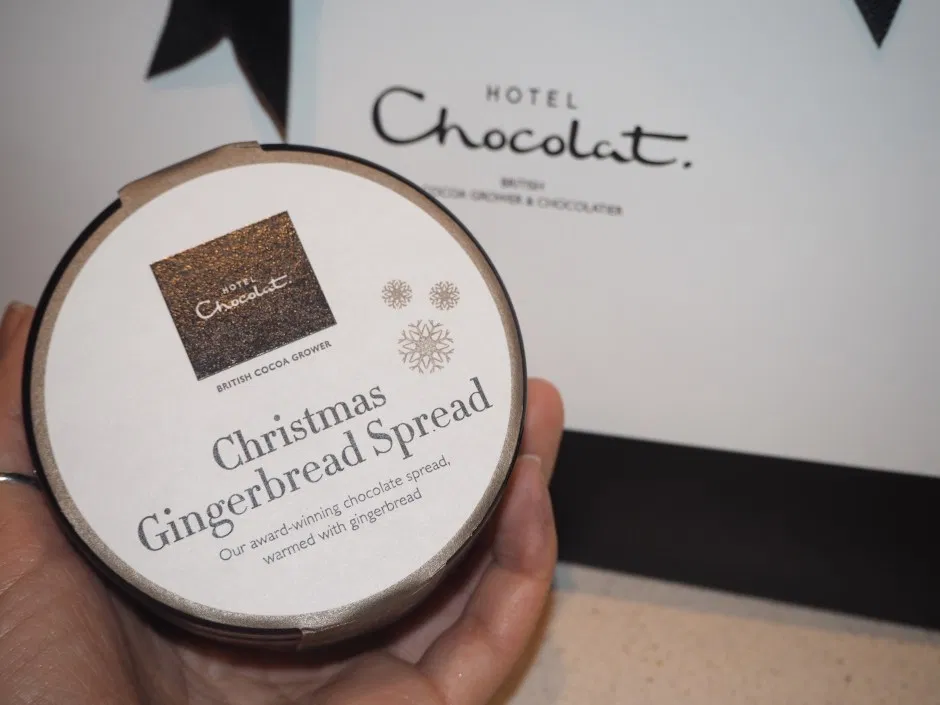 HOTEL
Chocolat.
BRITISH
COCOA GROWER & CHOCOLATIER
HOTEL
Chocolat.
BRITISH COCOA GROWER
Christmas
Gingerbread Spread
Our award-winning chocolate spread,
warmed with gingerbread